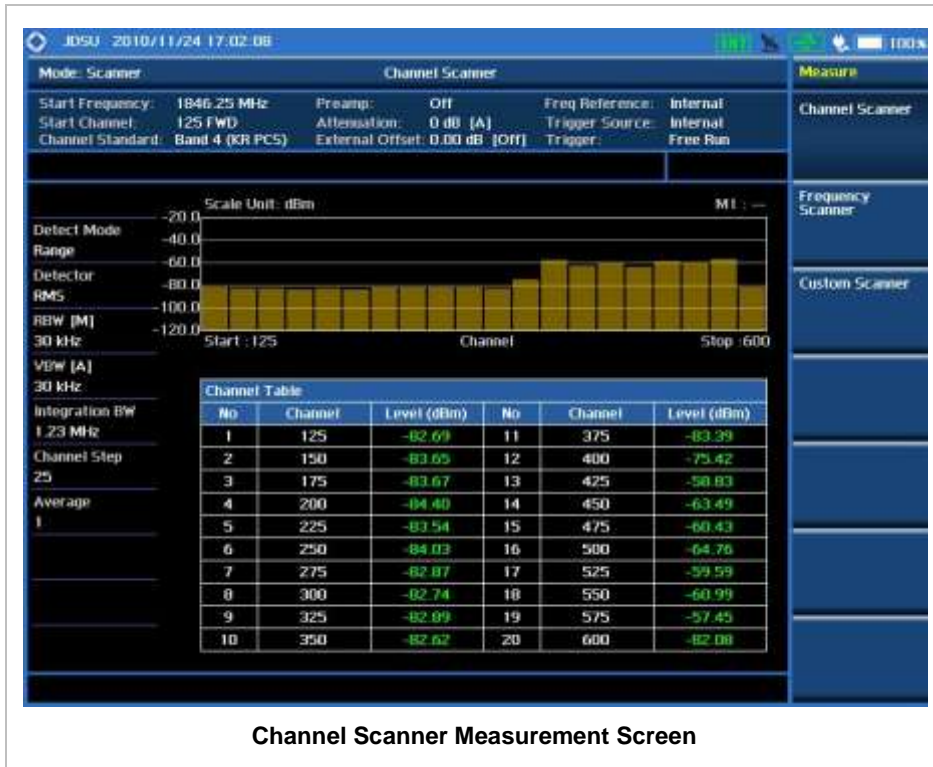 JDSU 2010/11/24 17:02:08 INT 100%
Mode: Scanner Channel Scanner Measure
Start Frequency: 1846.25 MHz Preamp: Off Freq Reference: Internal
Start Channel: 125 FWD Attenuation: 0 dB [A] Trigger Source: Internal
Channel Standard: Band 4 (KR PCS) External Offset: 0.00 dB [Off] Trigger: Free Run
Channel Scanner
Frequency
Scanner
Custom Scanner
Detect Mode
Range
Detector
RMS
RBW [M]
30 kHz
VBW [A]
30 kHz
Integration BW
1.23 MHz
Channel Step
25
Average
1
Scale Unit: dBm M1 : --
-20.0
-40.0
-60.0
-80.0
-100.0
-120.0
Start :125 Channel Stop :600
Channel Table
No Channel Level (dBm) No Channel Level (dBm)
1 125 -82.69 11 375 -83.39
2 150 -83.65 12 400 -75.42
3 175 -83.67 13 425 -58.83
4 200 -84.40 14 450 -63.49
5 225 -83.54 15 475 -60.43
6 250 -84.03 16 500 -64.76
7 275 -82.87 17 525 -59.59
8 300 -82.74 18 550 -60.99
9 325 -82.89 19 575 -57.45
10 350 -82.62 20 600 -82.08
Channel Scanner Measurement Screen